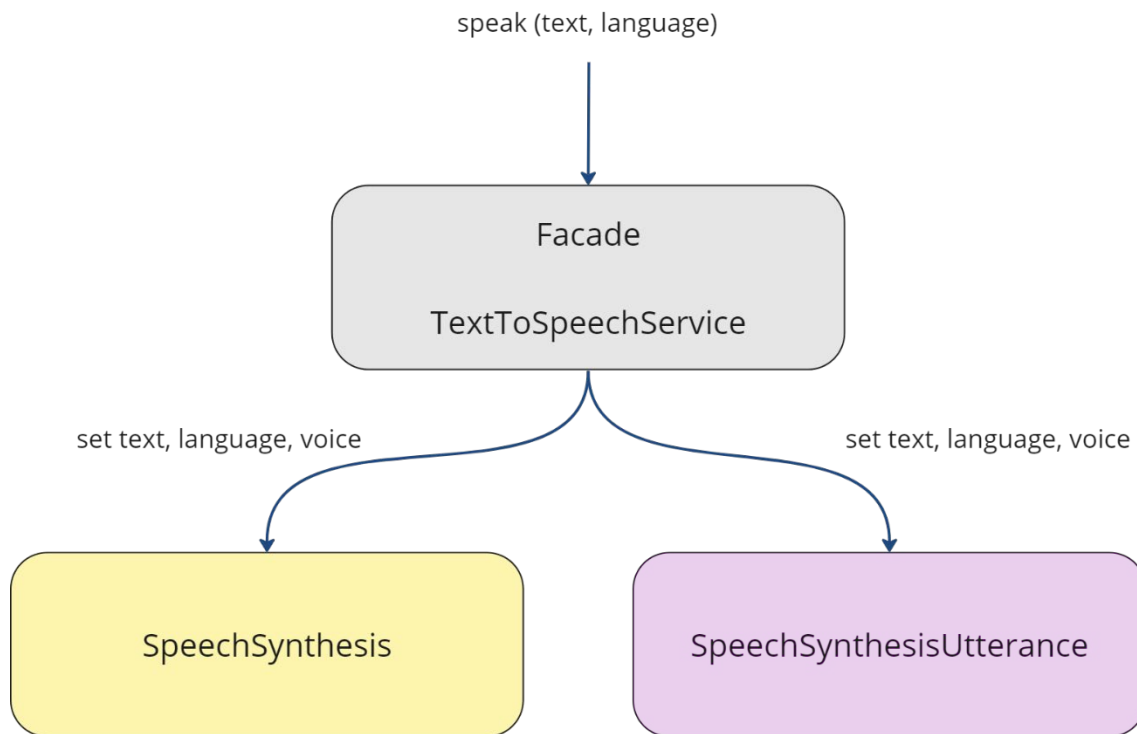 speak (text, language)
Facade
TextToSpeechService
set text, language, voice
set text, language, voice
SpeechSynthesis
SpeechSynthesisUtterance